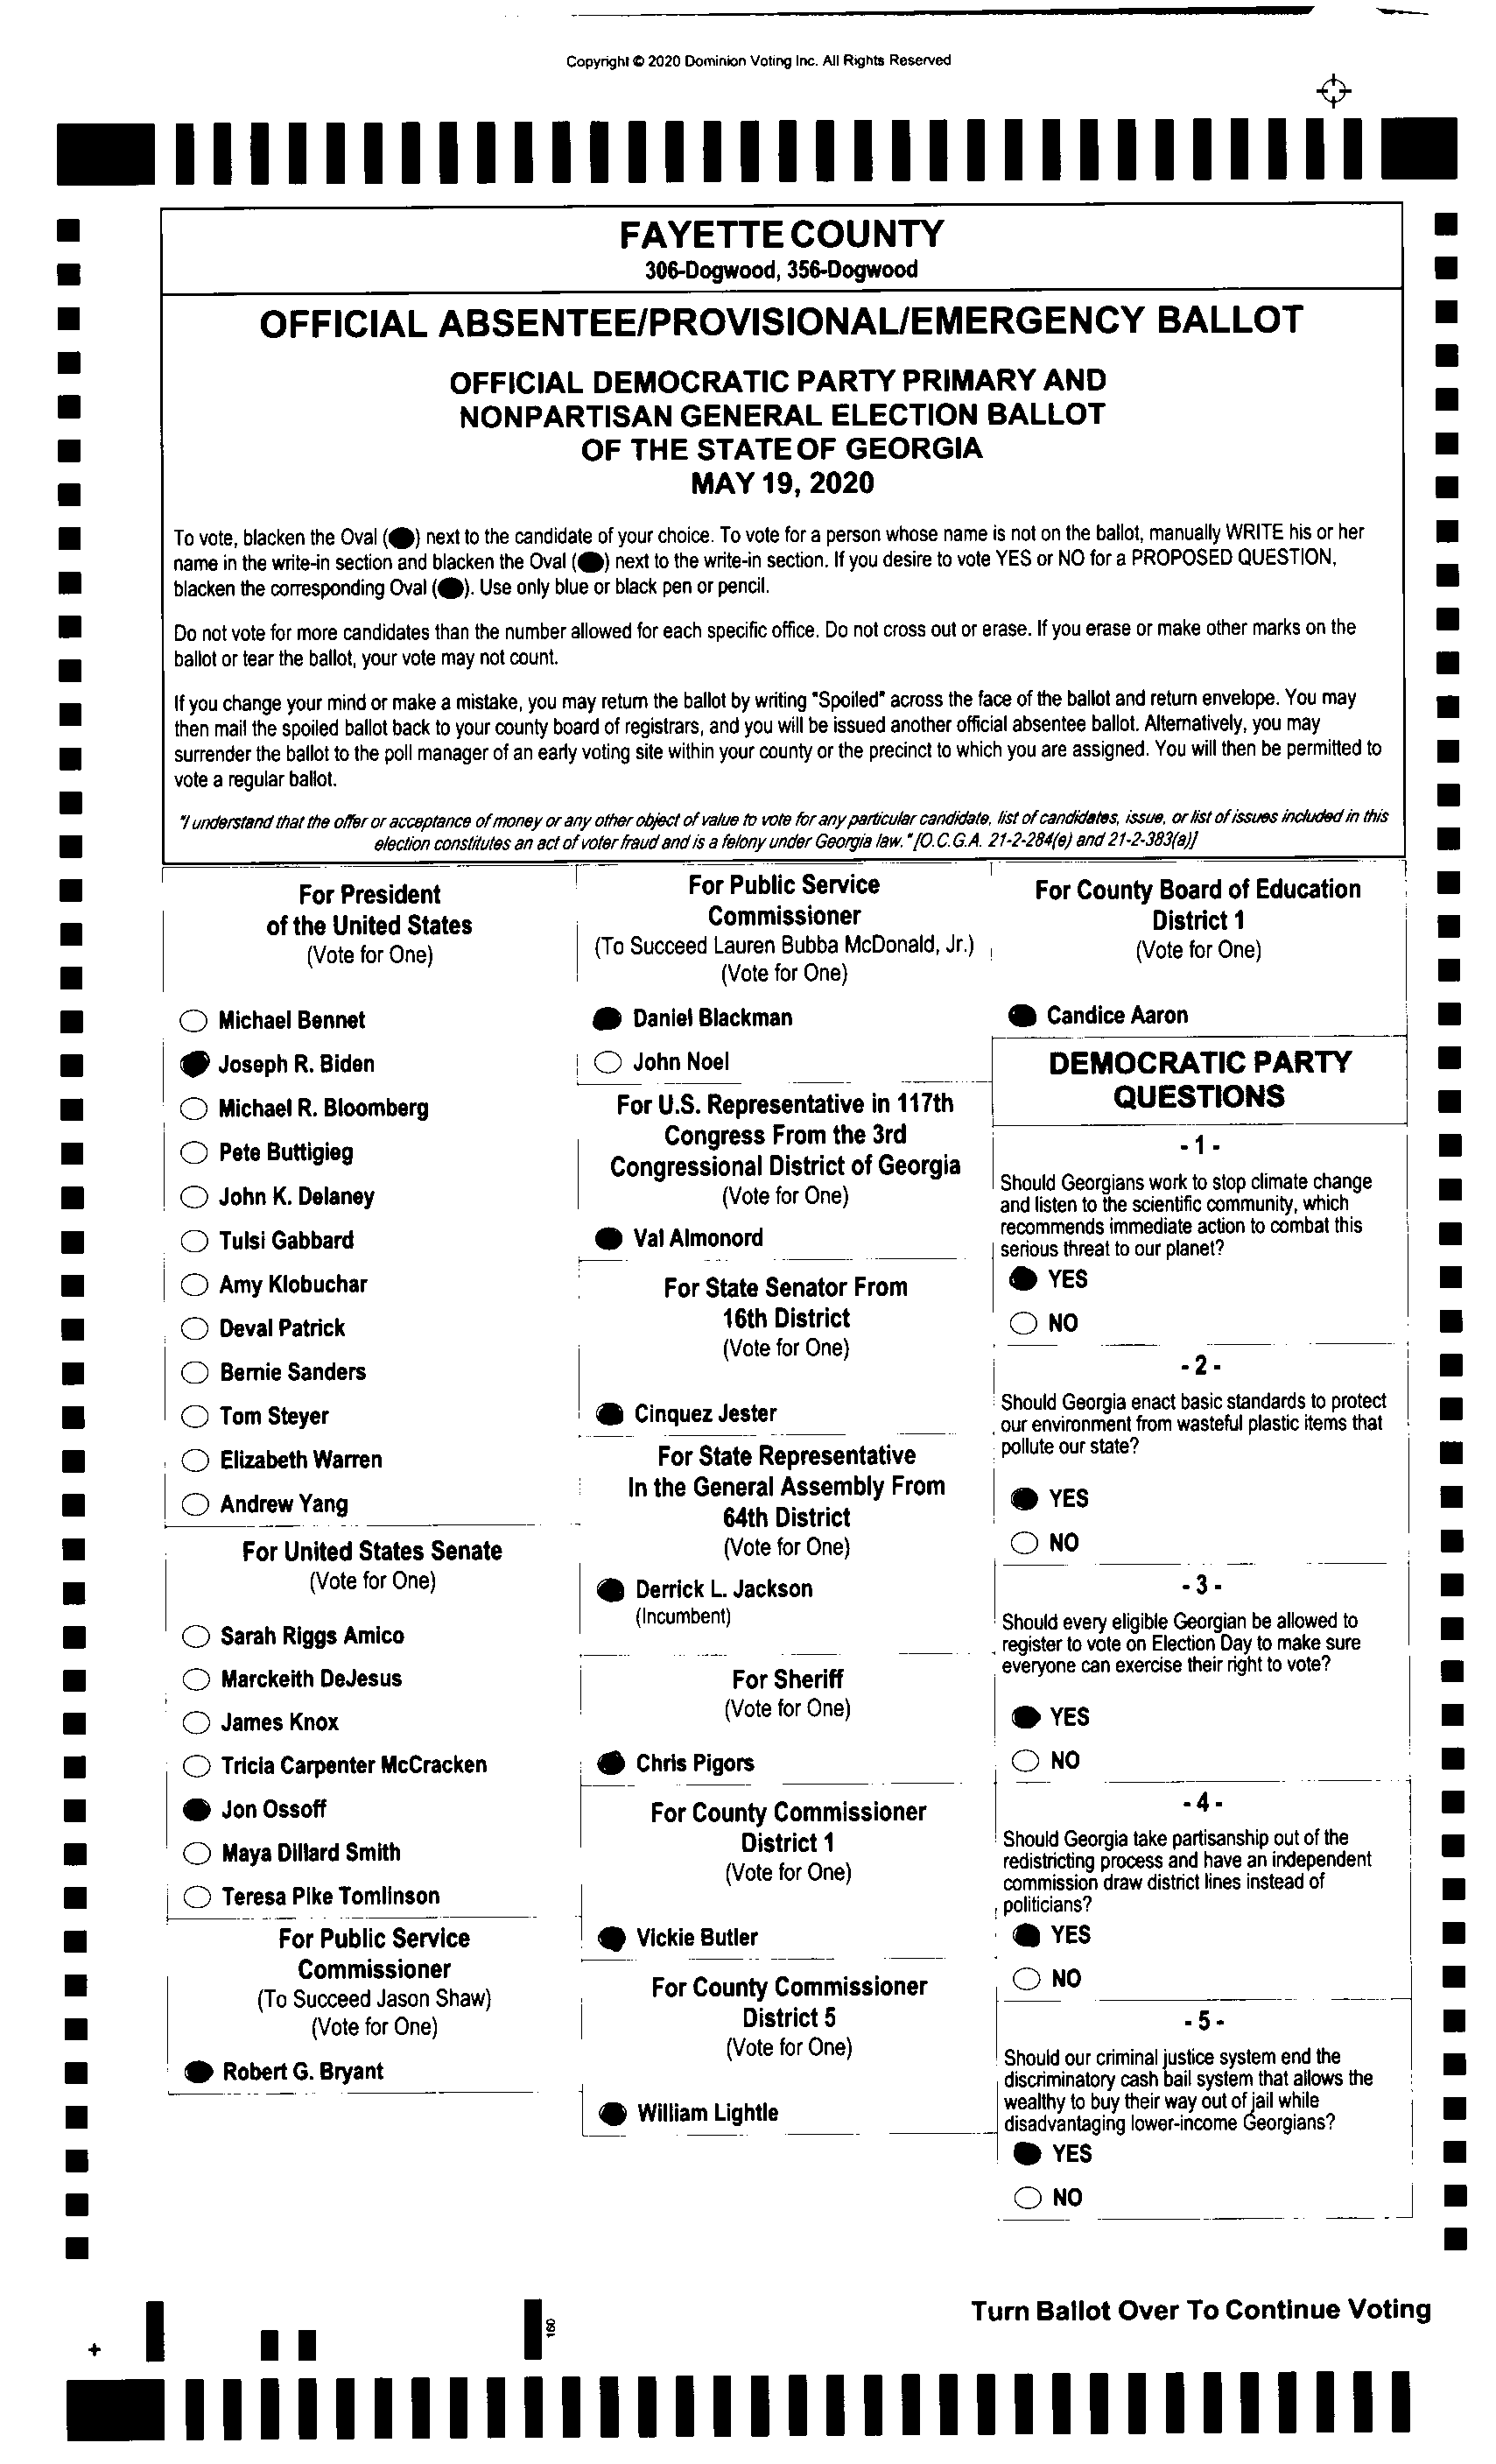 Copyright © 2020 Dominion Voting Inc. All Rights Reserved
FAYETTE COUNTY
306-Dogwood, 356-Dogwood
OFFICIAL ABSENTEE/PROVISIONAL/EMERGENCY BALLOT
OFFICIAL DEMOCRATIC PARTY PRIMARY AND
NONPARTISAN GENERAL ELECTION BALLOT
OF THE STATE OF GEORGIA
MAY 19, 2020
To vote, blacken the Oval ( ) next to the candidate of your choice. To vote for a person whose name is not on the ballot, manually WRITE his or her
name in the write-in section and blacken the Oval ( ) next to the write-in section. If you desire to vote YES or NO for a PROPOSED QUESTION,
blacken the corresponding Oval ( ). Use only blue or black pen or pencil.
Do not vote for more candidates than the number allowed for each specific office. Do not cross out or erase. If you erase or make other marks on the
ballot or tear the ballot, your vote may not count.
If you change your mind or make a mistake, you may return the ballot by writing "Spoiled" across the face of the ballot and return envelope. You may
then mail the spoiled ballot back to your county board of registrars, and you will be issued another official absentee ballot. Alternatively, you may
surrender the ballot to the poll manager of an early voting site within your county or the precinct to which you are assigned. You will then be permitted to
vote a regular ballot.
"I understand that the offer or acceptance of money or any other object of value to vote for any particular candidate, list of candidates, issue, or list of issues included in this
election constitutes an act of voter fraud and is a felony under Georgia law." [O.C.G.A. 21-2-284(e) and 21-2-383(a)]
For President
of the United States
(Vote for One)
Michael Bennet
Joseph R. Biden
Michael R. Bloomberg
Pete Buttigieg
John K. Delaney
Tulsi Gabbard
Amy Klobuchar
Deval Patrick
Bernie Sanders
Tom Steyer
Elizabeth Warren
Andrew Yang
For United States Senate
(Vote for One)
Sarah Riggs Amico
Marckeith DeJesus
James Knox
Tricia Carpenter McCracken
Jon Ossoff
Maya Dillard Smith
Teresa Pike Tomlinson
For Public Service
Commissioner
(To Succeed Jason Shaw)
(Vote for One)
Robert G. Bryant
For Public Service
Commissioner
(To Succeed Lauren Bubba McDonald, Jr.)
(Vote for One)
Daniel Blackman
John Noel
For U.S. Representative in 117th
Congress From the 3rd
Congressional District of Georgia
(Vote for One)
Val Almonord
For State Senator From
16th District
(Vote for One)
Cinquez Jester
For State Representative
In the General Assembly From
64th District
(Vote for One)
Derrick L. Jackson
(Incumbent)
For Sheriff
(Vote for One)
Chris Pigors
For County Commissioner
District 1
(Vote for One)
Vickie Butler
For County Commissioner
District 5
(Vote for One)
William Lightle
For County Board of Education
District 1
(Vote for One)
Candice Aaron
DEMOCRATIC PARTY
QUESTIONS
- 1 -
Should Georgians work to stop climate change
and listen to the scientific community, which
recommends immediate action to combat this
serious threat to our planet?
YES
NO
- 2 -
Should Georgia enact basic standards to protect
our environment from wasteful plastic items that
pollute our state?
YES
NO
- 3 -
Should every eligible Georgian be allowed to
register to vote on Election Day to make sure
everyone can exercise their right to vote?
YES
NO
- 4 -
Should Georgia take partisanship out of the
redistricting process and have an independent
commission draw district lines instead of
politicians?
YES
NO
- 5 -
Should our criminal justice system end the
discriminatory cash bail system that allows the
wealthy to buy their way out of jail while
disadvantaging lower-income Georgians?
YES
NO
Turn Ballot Over To Continue Voting
160